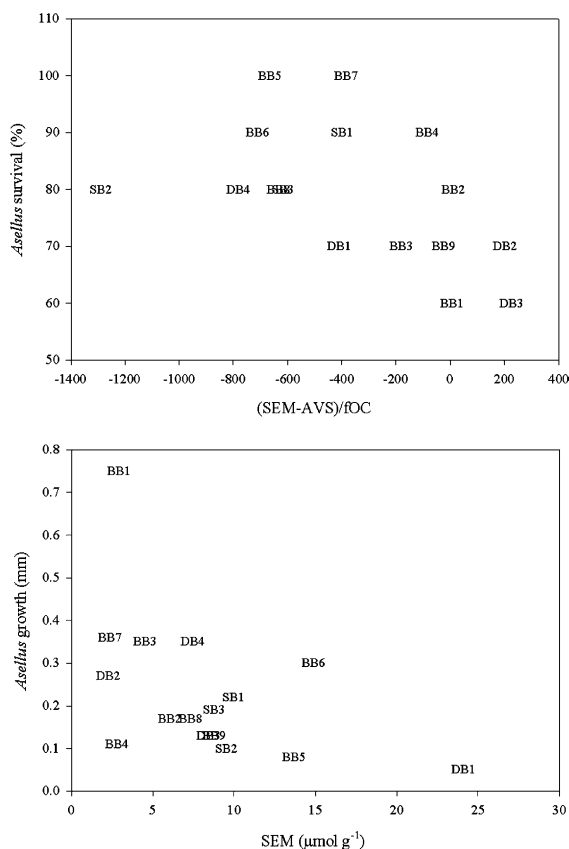 110
100
90
80
70
60
50
Asellus survival (%)
BB5 BB7
BB6 SB1 BB4
SB2 DB4 BB2
DB1 BB3 BB9 DB2
BB1 DB3
-1400 -1200 -1000 -800 -600 -400 -200 0 200 400
(SEM-AVS)/fOC
0.8
0.7
0.6
0.5
0.4
0.3
0.2
0.1
0.0
Asellus growth (mm)
BB1
BB7 BB3 DB4
BB6
DB2
SB1
SB3
BB2 BB8
BB4 SB2
BB5
DB1
0 5 10 15 20 25 30
SEM (μmol g-1)